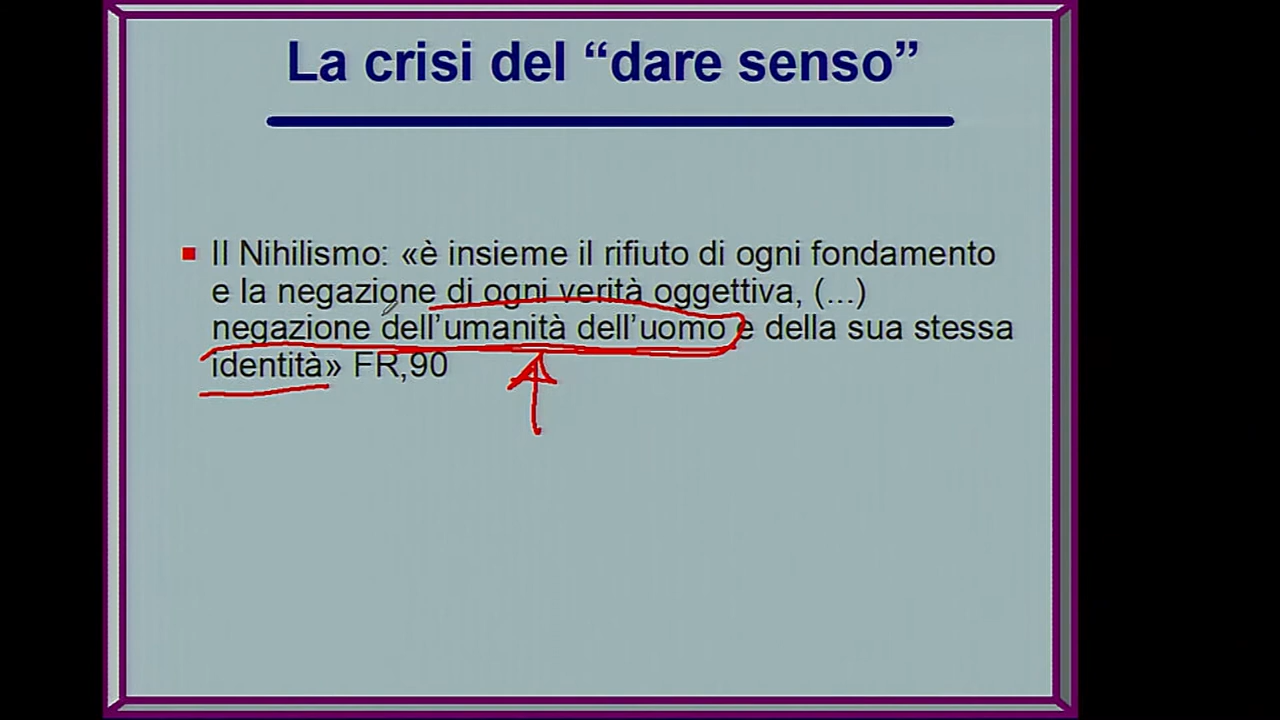 La crisi del “dare senso”
Il Nihilismo: «è insieme il rifiuto di ogni fondamento
e la negazione di ogni verità oggettiva, (...)
negazione dell’umanità dell’uomo e della sua stessa
identità» FR,90